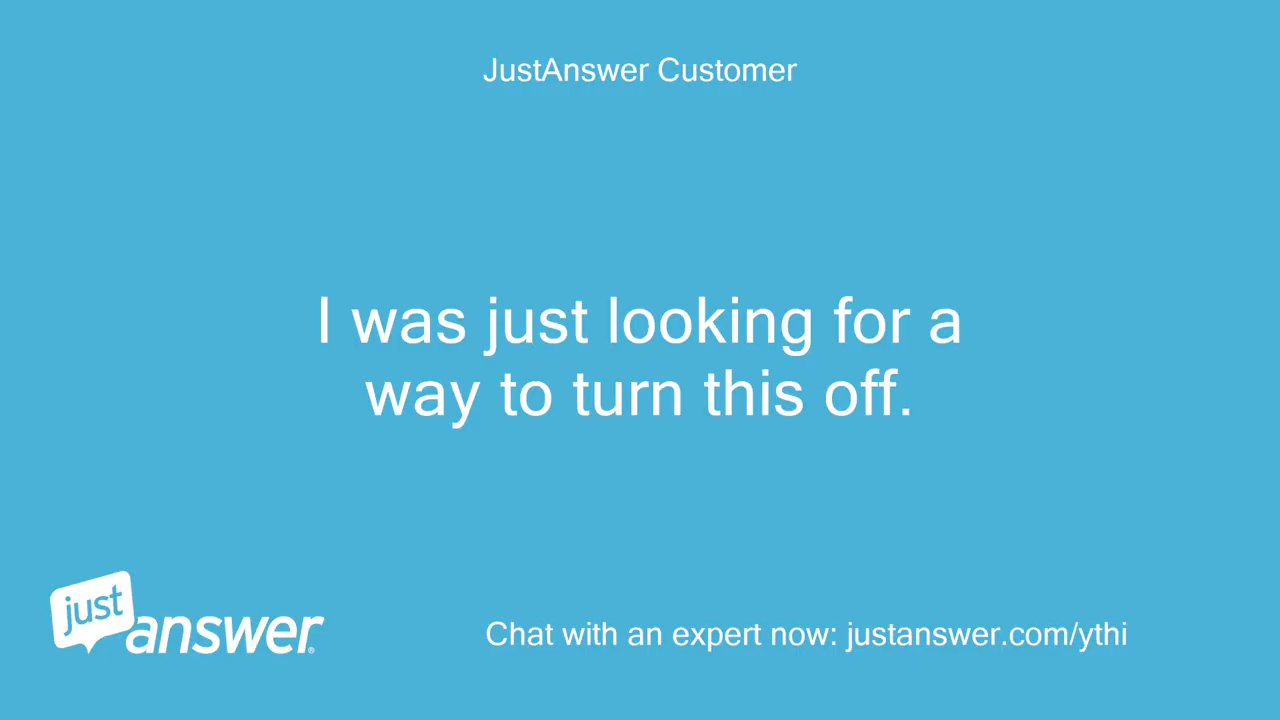 JustAnswer Customer
I was just looking for a
way to turn this off.
just
answer®
Chat with an expert now: justanswer.com/ythi